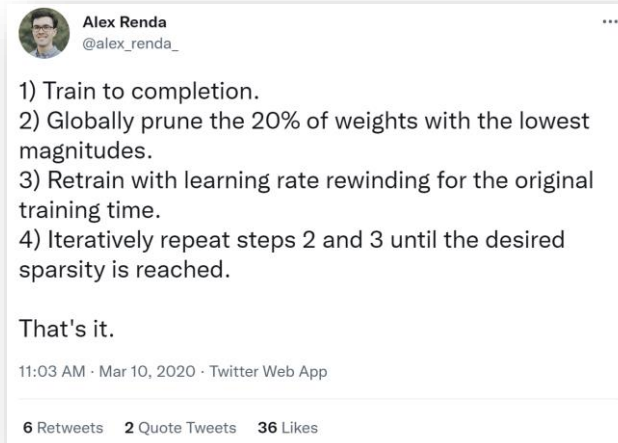 Alex Renda
@alex_renda_
1) Train to completion.
2) Globally prune the 20% of weights with the lowest
magnitudes.
3) Retrain with learning rate rewinding for the original
training time.
4) Iteratively repeat steps 2 and 3 until the desired
sparsity is reached.
That's it.
11:03 AM · Mar 10, 2020 · Twitter Web App
6 Retweets 2 Quote Tweets 36 Likes